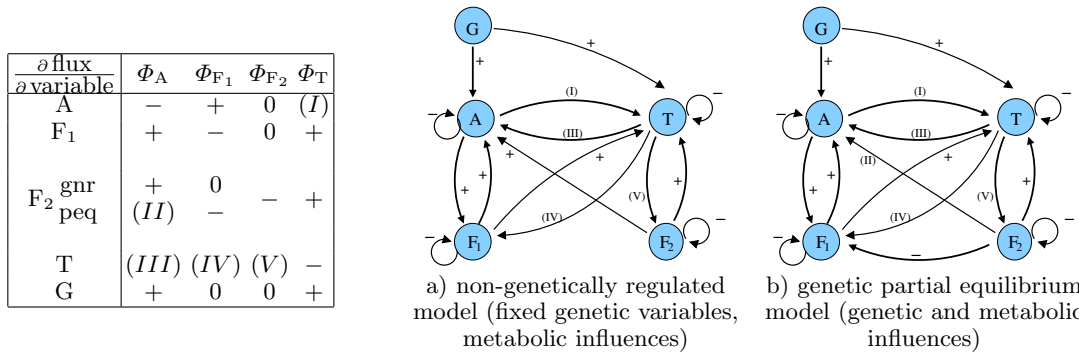 ∂ flux
∂ variable Φ_A Φ_F₁ Φ_F₂ Φ_T
A − + 0 (I)
F₁ + − 0 +
gnr + 0
F₂ − +
peq (II) −
T (III) (IV) (V) −
G + 0 0 +
G
+
+
(I)
−
A
T
−
(III)
+
+
+
+
(V)
+
(IV)
−
F₁
F₂
−
a) non-genetically regulated
model (fixed genetic variables,
metabolic influences)
G
+
+
(I)
−
A
T
−
(III)
(II)
+
+
+
(V)
+
(IV)
−
F₁
−
F₂
−
b) genetic partial equilibrium
model (genetic and metabolic
influences)